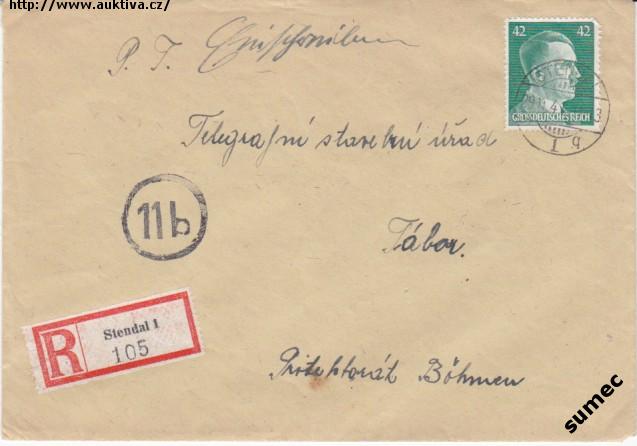 http://www.auktiva.cz/
P. T. Einschreiben
42 42
GROSSDEUTSCHES REICH
Telegrafní stavební úřad
11b
Tábor.
R Stendal 1
105
Protektorát Böhmen
sumec